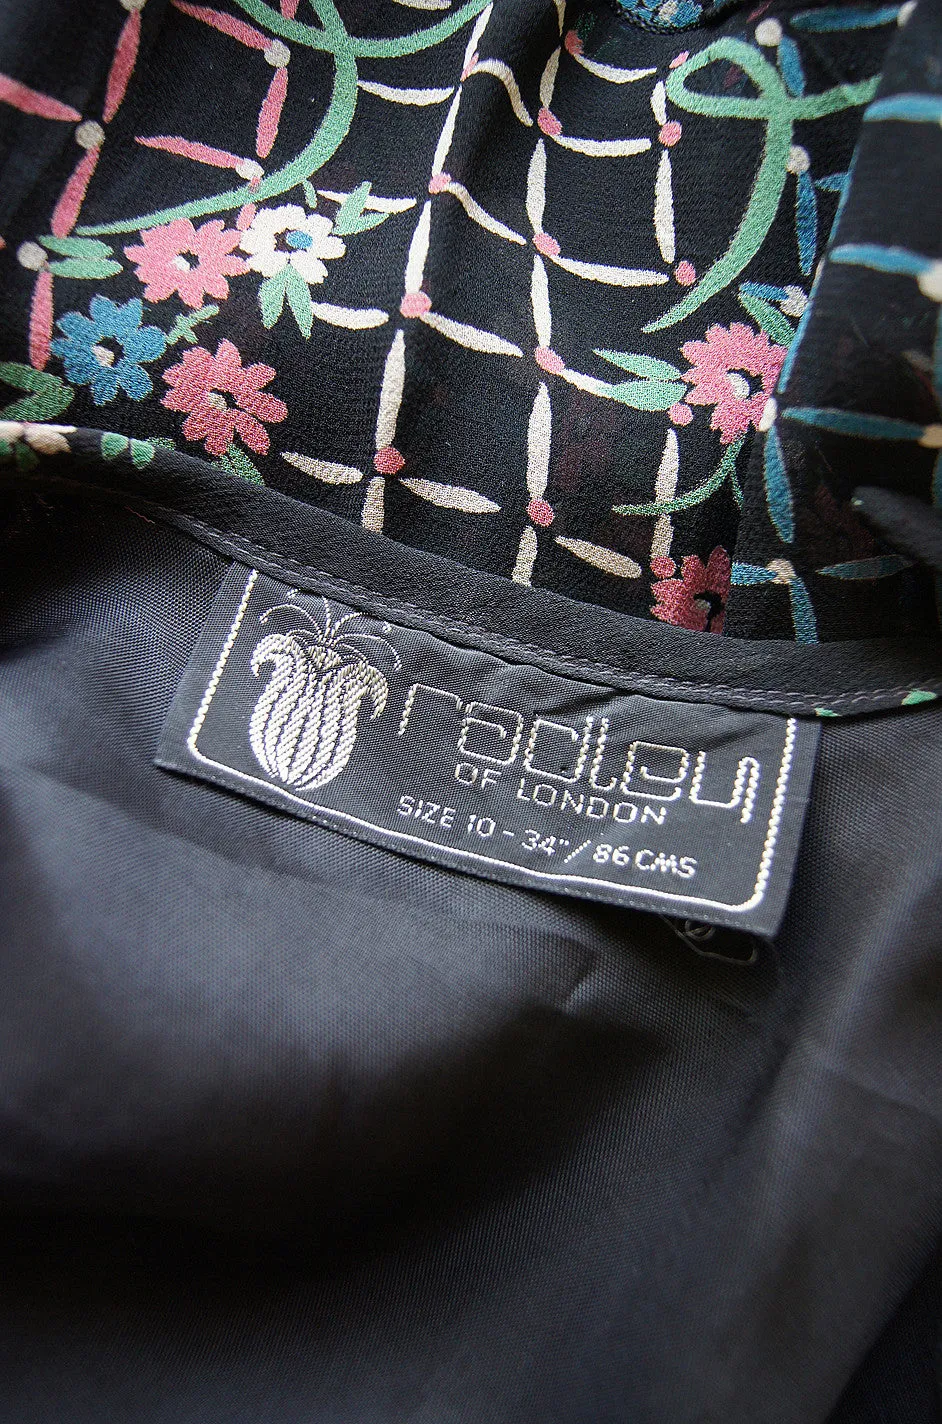 radley
OF LONDON
SIZE 10 - 34"/86 CMS